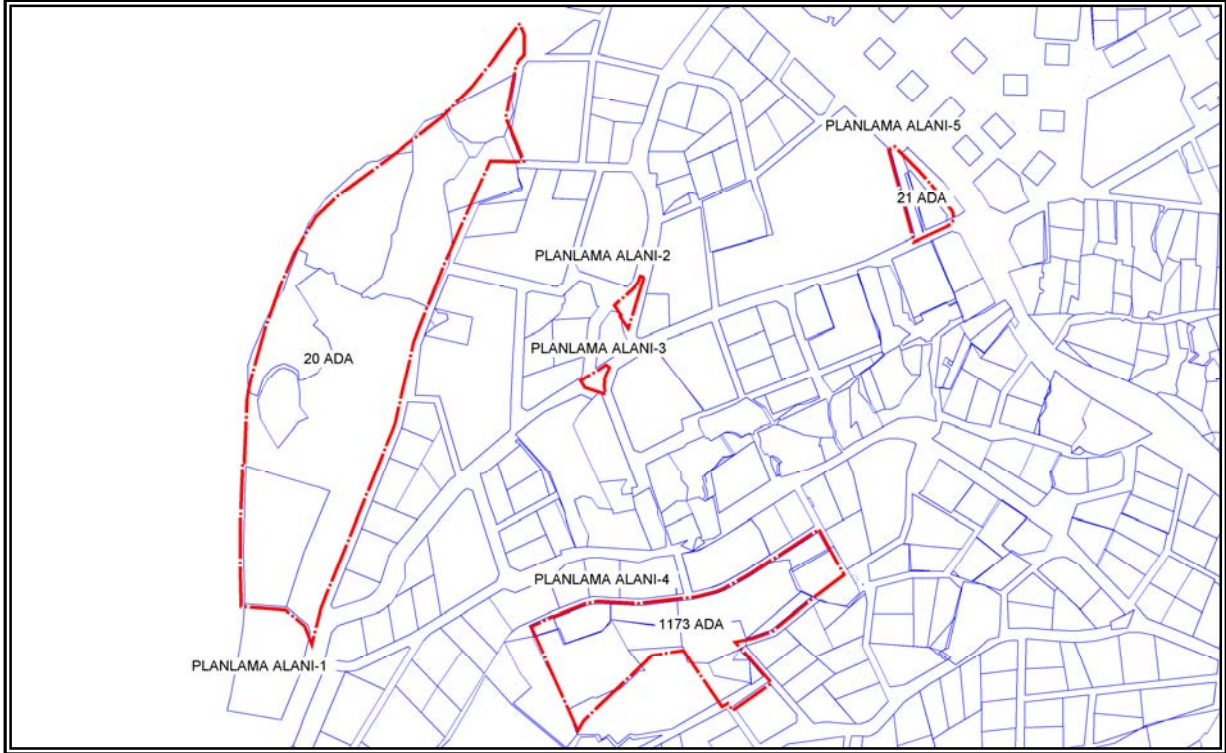 PLANLAMA ALANI-5
21 ADA
PLANLAMA ALANI-2
PLANLAMA ALANI-3
20 ADA
PLANLAMA ALANI-4
1173 ADA
PLANLAMA ALANI-1